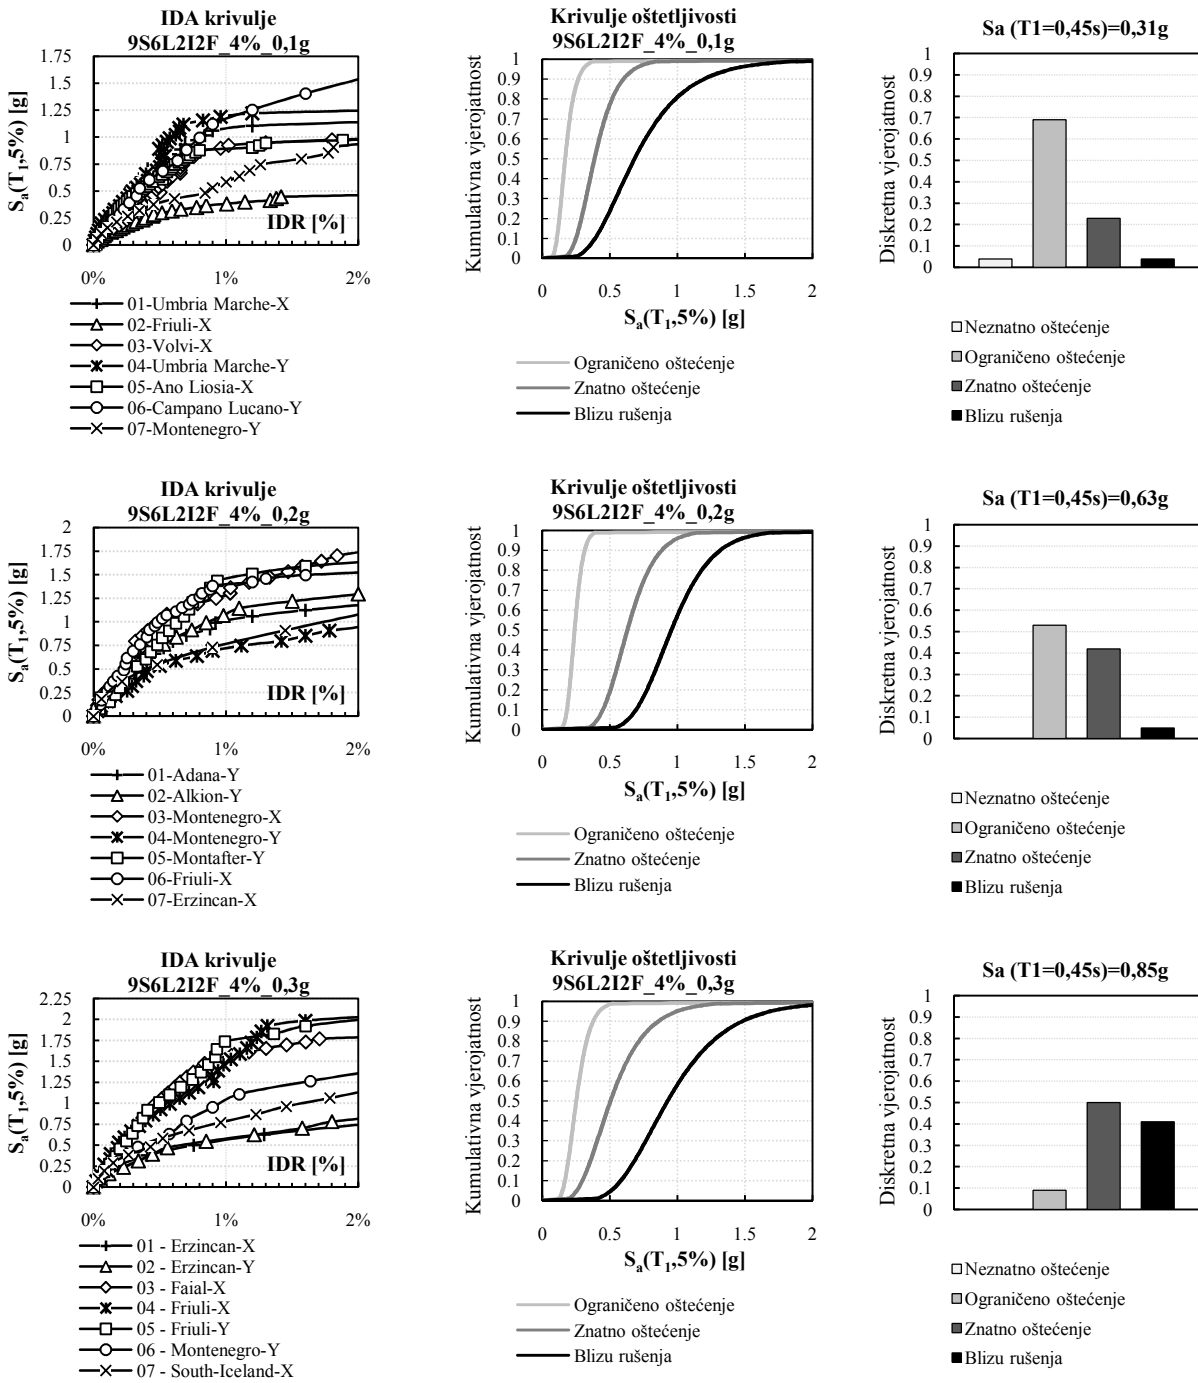 IDA krivulje
9S6L2I2F_4%_0,1g
Sa(T1,5%) [g]
1.75
1.5
1.25
1
0.75
0.5
0.25
0
IDR [%]
0% 1% 2%
01-Umbria Marche-X
02-Friuli-X
03-Volvi-X
04-Umbria Marche-Y
05-Ano Liosia-X
06-Campano Lucano-Y
07-Montenegro-Y
Krivulje oštetljivosti
9S6L2I2F_4%_0,1g
Kumulativna vjerojatnost
1
0.9
0.8
0.7
0.6
0.5
0.4
0.3
0.2
0.1
0
0 0.5 1 1.5 2
Sa(T1,5%) [g]
Ograničeno oštećenje
Znatno oštećenje
Blizu rušenja
Sa (T1=0,45s)=0,31g
Diskretna vjerojatnost
1
0.9
0.8
0.7
0.6
0.5
0.4
0.3
0.2
0.1
0
Neznatno oštećenje
Ograničeno oštećenje
Znatno oštećenje
Blizu rušenja
IDA krivulje
9S6L2I2F_4%_0,2g
Sa(T1,5%) [g]
2
1.75
1.5
1.25
1
0.75
0.5
0.25
0
IDR [%]
0% 1% 2%
01-Adana-Y
02-Alkion-Y
03-Montenegro-X
04-Montenegro-Y
05-Montafter-Y
06-Friuli-X
07-Erzincan-X
Krivulje oštetljivosti
9S6L2I2F_4%_0,2g
Kumulativna vjerojatnost
1
0.9
0.8
0.7
0.6
0.5
0.4
0.3
0.2
0.1
0
0 0.5 1 1.5 2
Sa(T1,5%) [g]
Ograničeno oštećenje
Znatno oštećenje
Blizu rušenja
Sa (T1=0,45s)=0,63g
Diskretna vjerojatnost
1
0.9
0.8
0.7
0.6
0.5
0.4
0.3
0.2
0.1
0
Neznatno oštećenje
Ograničeno oštećenje
Znatno oštećenje
Blizu rušenja
IDA krivulje
9S6L2I2F_4%_0,3g
Sa(T1,5%) [g]
2.25
2
1.75
1.5
1.25
1
0.75
0.5
0.25
0
IDR [%]
0% 1% 2%
01 - Erzincan-X
02 - Erzincan-Y
03 - Faial-X
04 - Friuli-X
05 - Friuli-Y
06 - Montenegro-Y
07 - South-Iceland-X
Krivulje oštetljivosti
9S6L2I2F_4%_0,3g
Kumulativna vjerojatnost
1
0.9
0.8
0.7
0.6
0.5
0.4
0.3
0.2
0.1
0
0 0.5 1 1.5 2
Sa(T1,5%) [g]
Ograničeno oštećenje
Znatno oštećenje
Blizu rušenja
Sa (T1=0,45s)=0,85g
Diskretna vjerojatnost
1
0.9
0.8
0.7
0.6
0.5
0.4
0.3
0.2
0.1
0
Neznatno oštećenje
Ograničeno oštećenje
Znatno oštećenje
Blizu rušenja